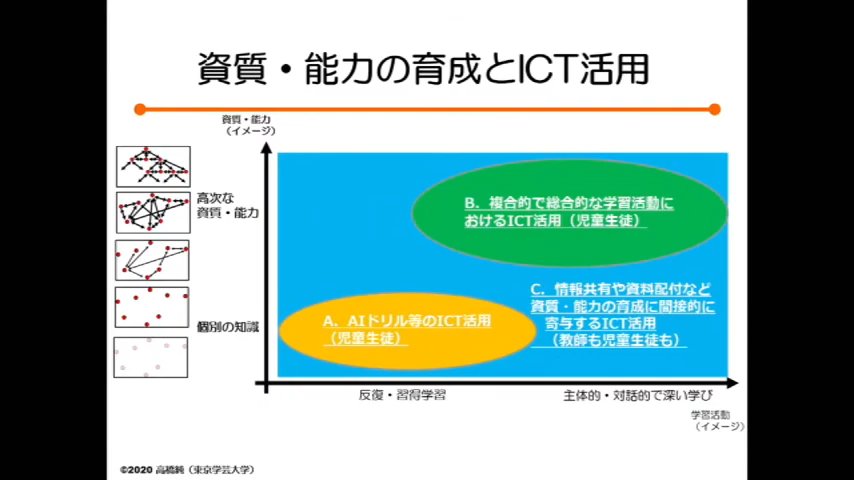 資質・能力の育成とICT活用
資質・能力
（イメージ）
高次な
資質・能力
B．複合的で総合的な学習活動に
おけるICT活用（児童生徒）
C．情報共有や資料配付など
資質・能力の育成に間接的に
寄与するICT活用
（教師も児童生徒も）
A．AIドリル等のICT活用
（児童生徒）
個別の知識
反復・習得学習
主体的・対話的で深い学び
学習活動
（イメージ）
©2020 高橋純（東京学芸大学）